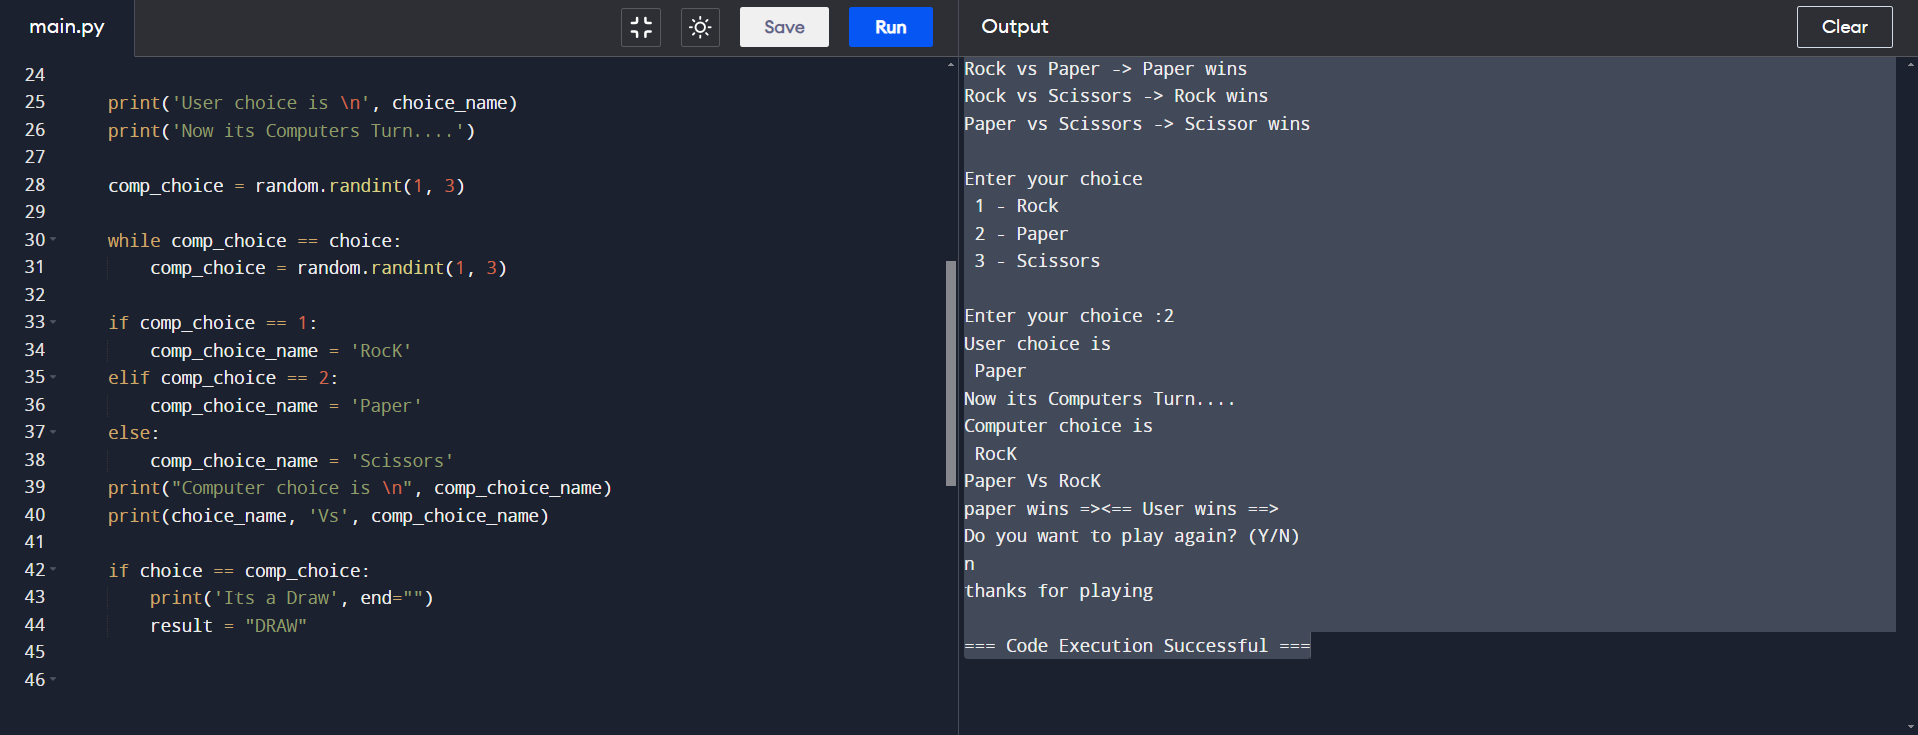 main.py
Save
Run
Output
Clear
24
25 print('User choice is \n', choice_name)
26 print('Now its Computers Turn....')
27
28 comp_choice = random.randint(1, 3)
29
30 while comp_choice == choice:
31 comp_choice = random.randint(1, 3)
32
33 if comp_choice == 1:
34 comp_choice_name = 'RocK'
35 elif comp_choice == 2:
36 comp_choice_name = 'Paper'
37 else:
38 comp_choice_name = 'Scissors'
39 print("Computer choice is \n", comp_choice_name)
40 print(choice_name, 'Vs', comp_choice_name)
41
42 if choice == comp_choice:
43 print('Its a Draw', end="")
44 result = "DRAW"
45
46
Rock vs Paper -> Paper wins
Rock vs Scissors -> Rock wins
Paper vs Scissors -> Scissor wins
Enter your choice
1 - Rock
2 - Paper
3 - Scissors
Enter your choice :2
User choice is
Paper
Now its Computers Turn....
Computer choice is
RocK
Paper Vs RocK
paper wins =><== User wins ==>
Do you want to play again? (Y/N)
n
thanks for playing
=== Code Execution Successful ===